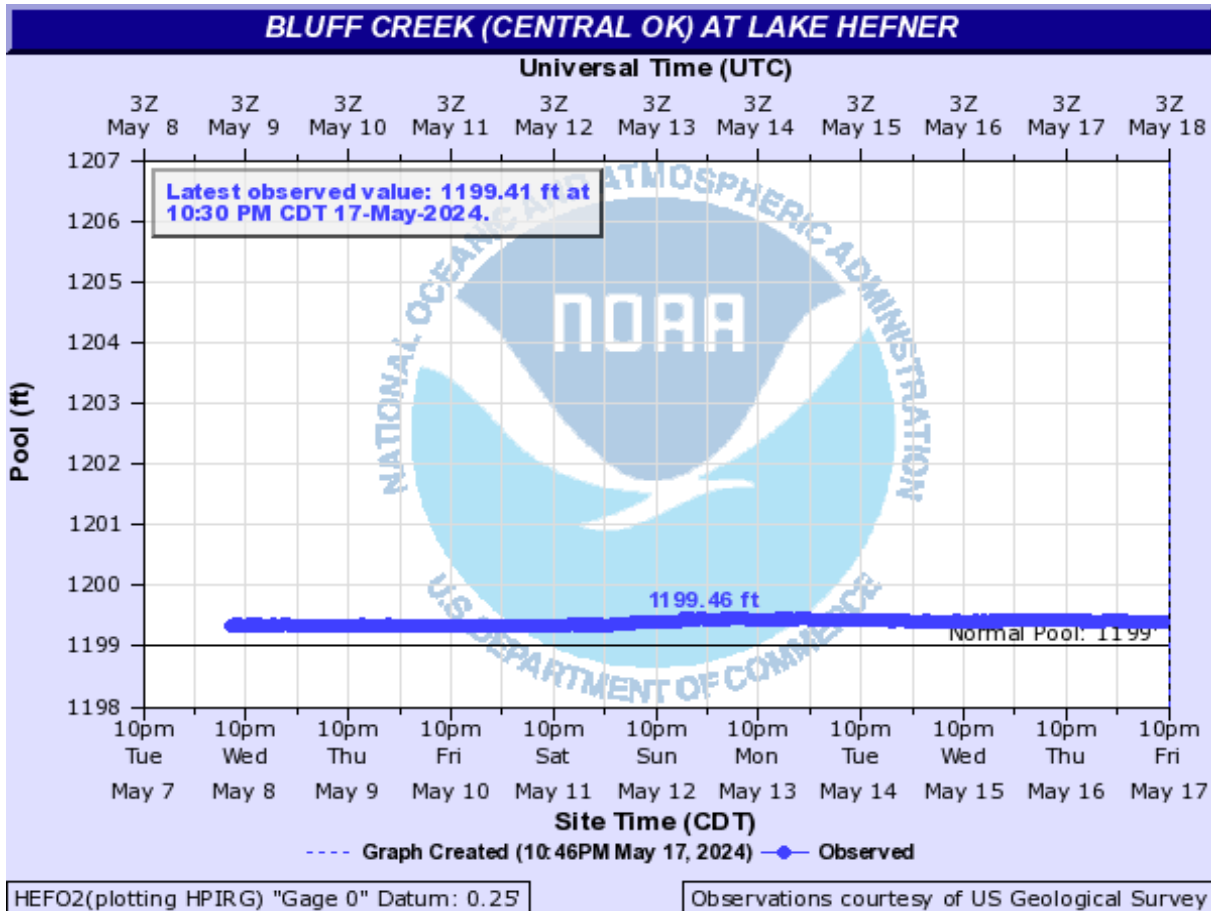 BLUFF CREEK (CENTRAL OK) AT LAKE HEFNER
Universal Time (UTC)
3Z 3Z 3Z 3Z 3Z 3Z 3Z 3Z 3Z 3Z 3Z
May 8 May 9 May 10 May 11 May 12 May 13 May 14 May 15 May 16 May 17 May 18
Latest observed value: 1199.41 ft at
10:30 PM CDT 17-May-2024.
NATIONAL OCEANIC AND ATMOSPHERIC ADMINISTRATION
NOAA
U.S. DEPARTMENT OF COMMERCE
Pool (ft)
1207
1206
1205
1204
1203
1202
1201
1200
1199
1198
1199.46 ft
Normal Pool: 1199
10pm 10pm 10pm 10pm 10pm 10pm 10pm 10pm 10pm 10pm 10pm
Tue Wed Thu Fri Sat Sun Mon Tue Wed Thu Fri
May 7 May 8 May 9 May 10 May 11 May 12 May 13 May 14 May 15 May 16 May 17
Site Time (CDT)
Graph Created (10:46PM May 17, 2024) Observed
HEFO2(plotting HPIRG) "Gage 0" Datum: 0.25'
Observations courtesy of US Geological Survey